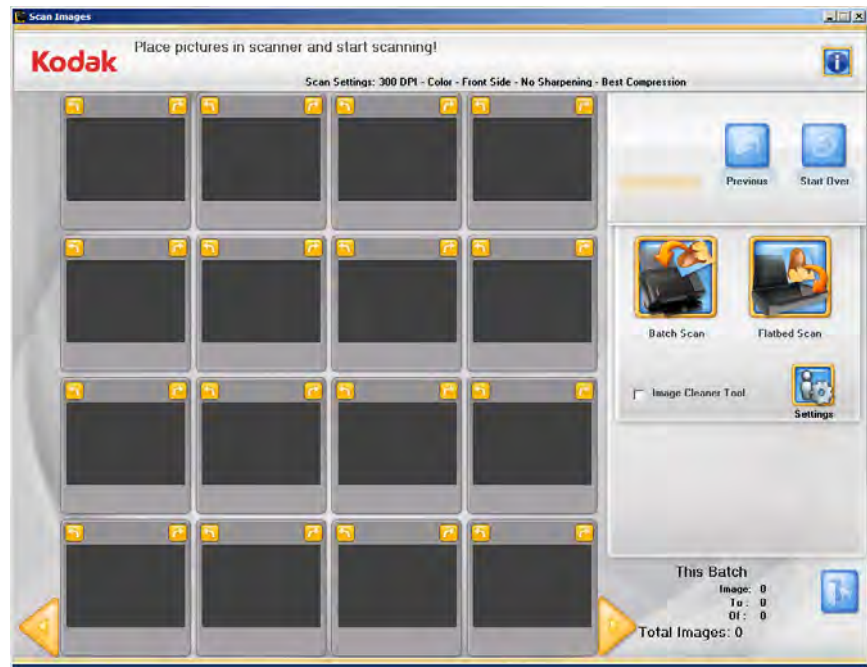 Scan Images
Kodak
Place pictures in scanner and start scanning!
Scan Settings: 300 DPI - Color - Front Side - No Sharpening - Best Compression
Previous
Start Over
Batch Scan
Flatbed Scan
Image Cleaner Tool
Settings
This Batch
Image: 0
To: 0
Of: 0
Total Images: 0